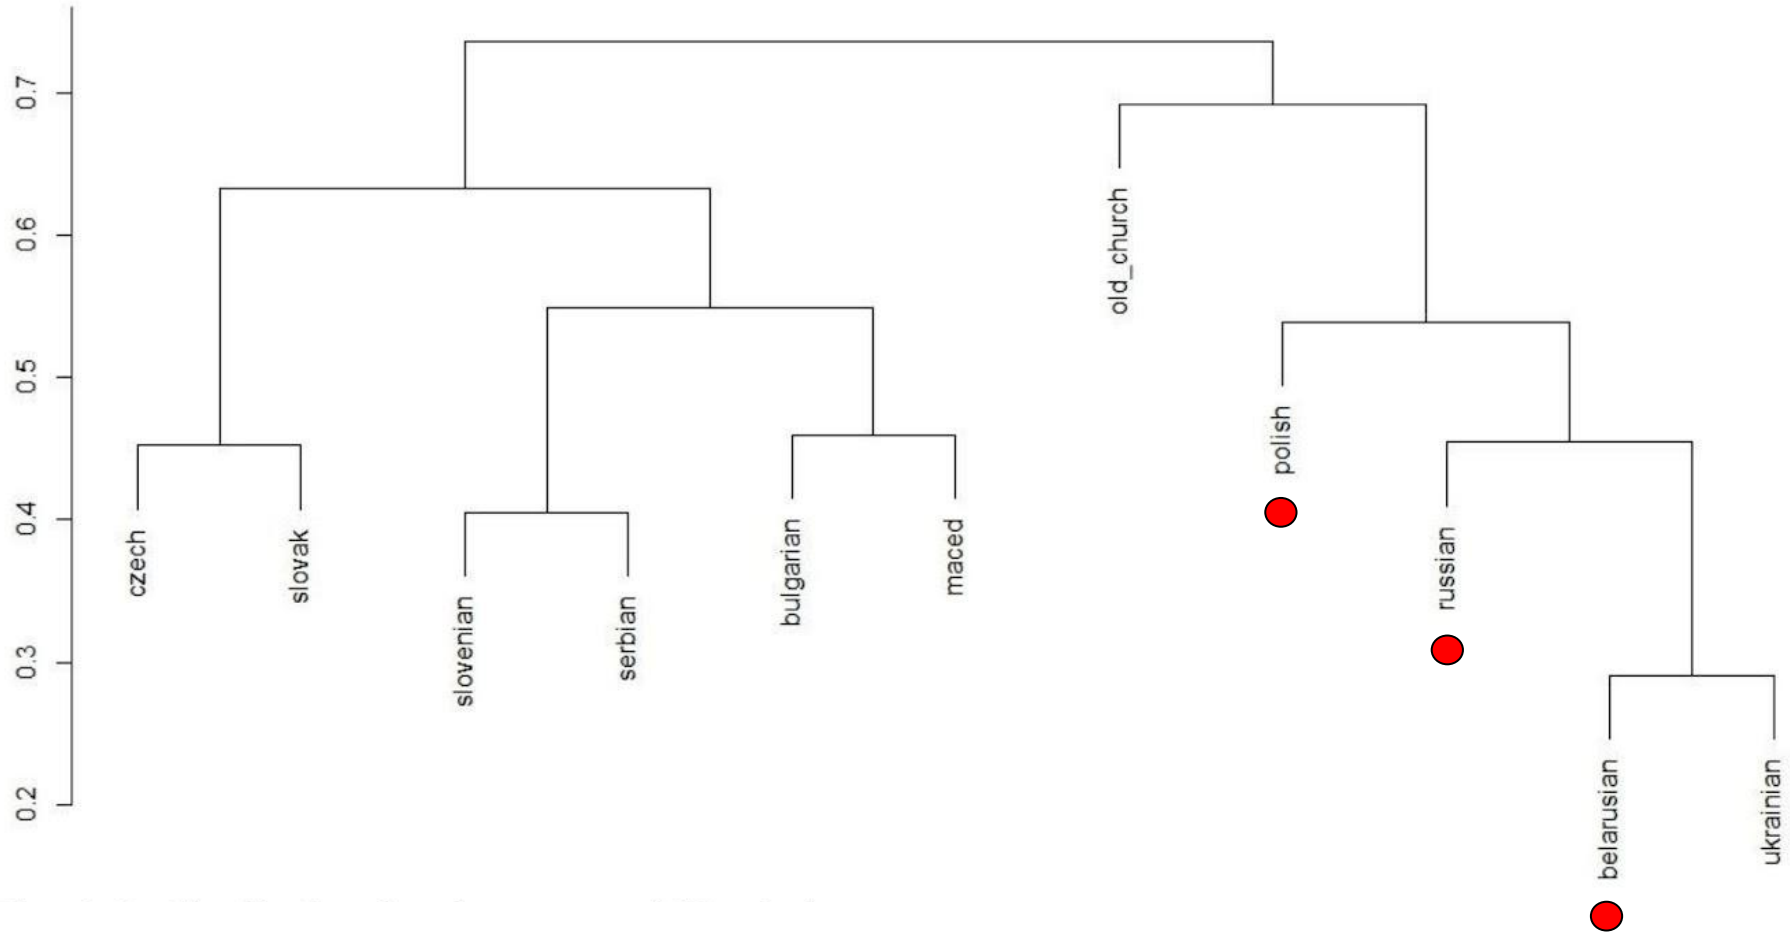 0.7
0.6
0.5
0.4
0.3
0.2
czech
slovak
slovenian
serbian
bulgarian
maced
old_church
polish
russian
belarusian
ukrainian